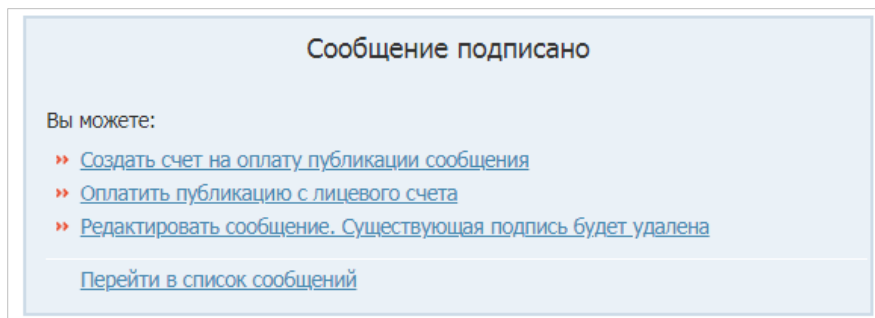 Сообщение подписано
Вы можете:
Создать счет на оплату публикации сообщения
Оплатить публикацию с лицевого счета
Редактировать сообщение. Существующая подпись будет удалена
Перейти в список сообщений